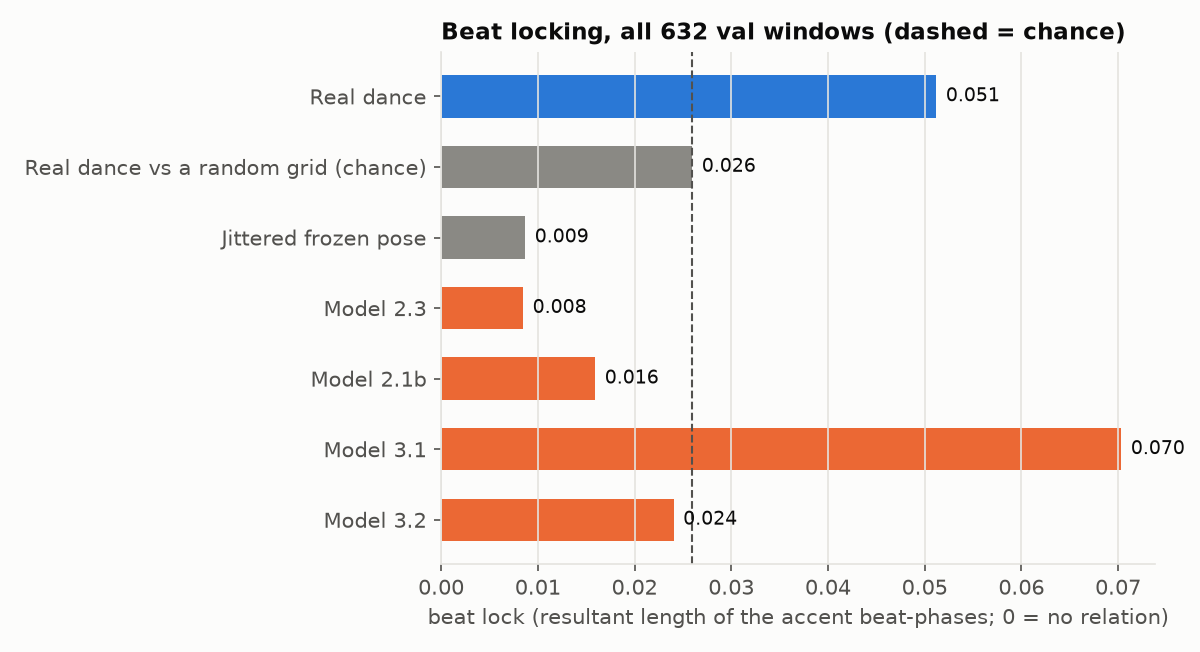 Beat locking, all 632 val windows (dashed = chance)
Real dance
0.051
Real dance vs a random grid (chance)
0.026
Jittered frozen pose
0.009
Model 2.3
0.008
Model 2.1b
0.016
Model 3.1
0.070
Model 3.2
0.024
0.00 0.01 0.02 0.03 0.04 0.05 0.06 0.07
beat lock (resultant length of the accent beat-phases; 0 = no relation)